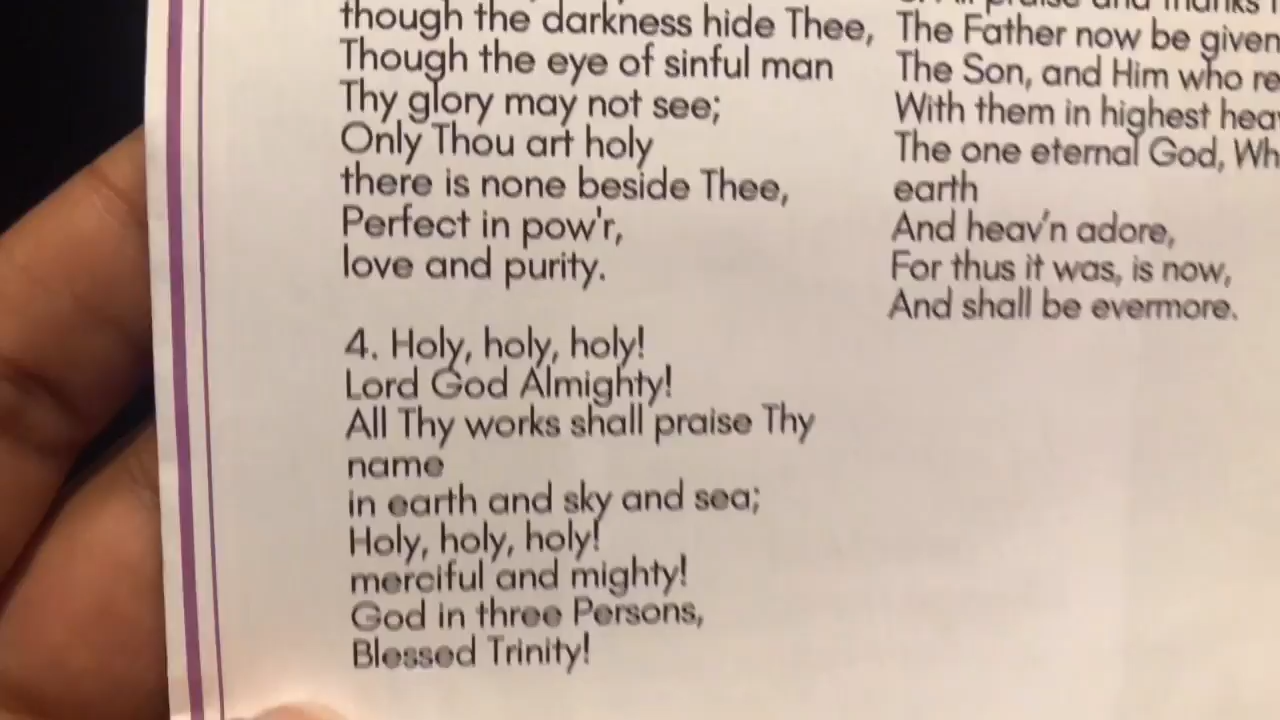 though the darkness hide Thee,
Though the eye of sinful man
Thy glory may not see;
Only Thou art holy
there is none beside Thee,
Perfect in pow'r,
love and purity.
4. Holy, holy, holy!
Lord God Almighty!
All Thy works shall praise Thy
name
in earth and sky and sea;
Holy, holy, holy!
merciful and mighty!
God in three Persons,
Blessed Trinity!
praise and thanks
The Father now be given
The Son, and Him who
With them in highest
The one eternal God,
earth
And heav'n adore,
For thus it was, is now,
And shall be evermore.